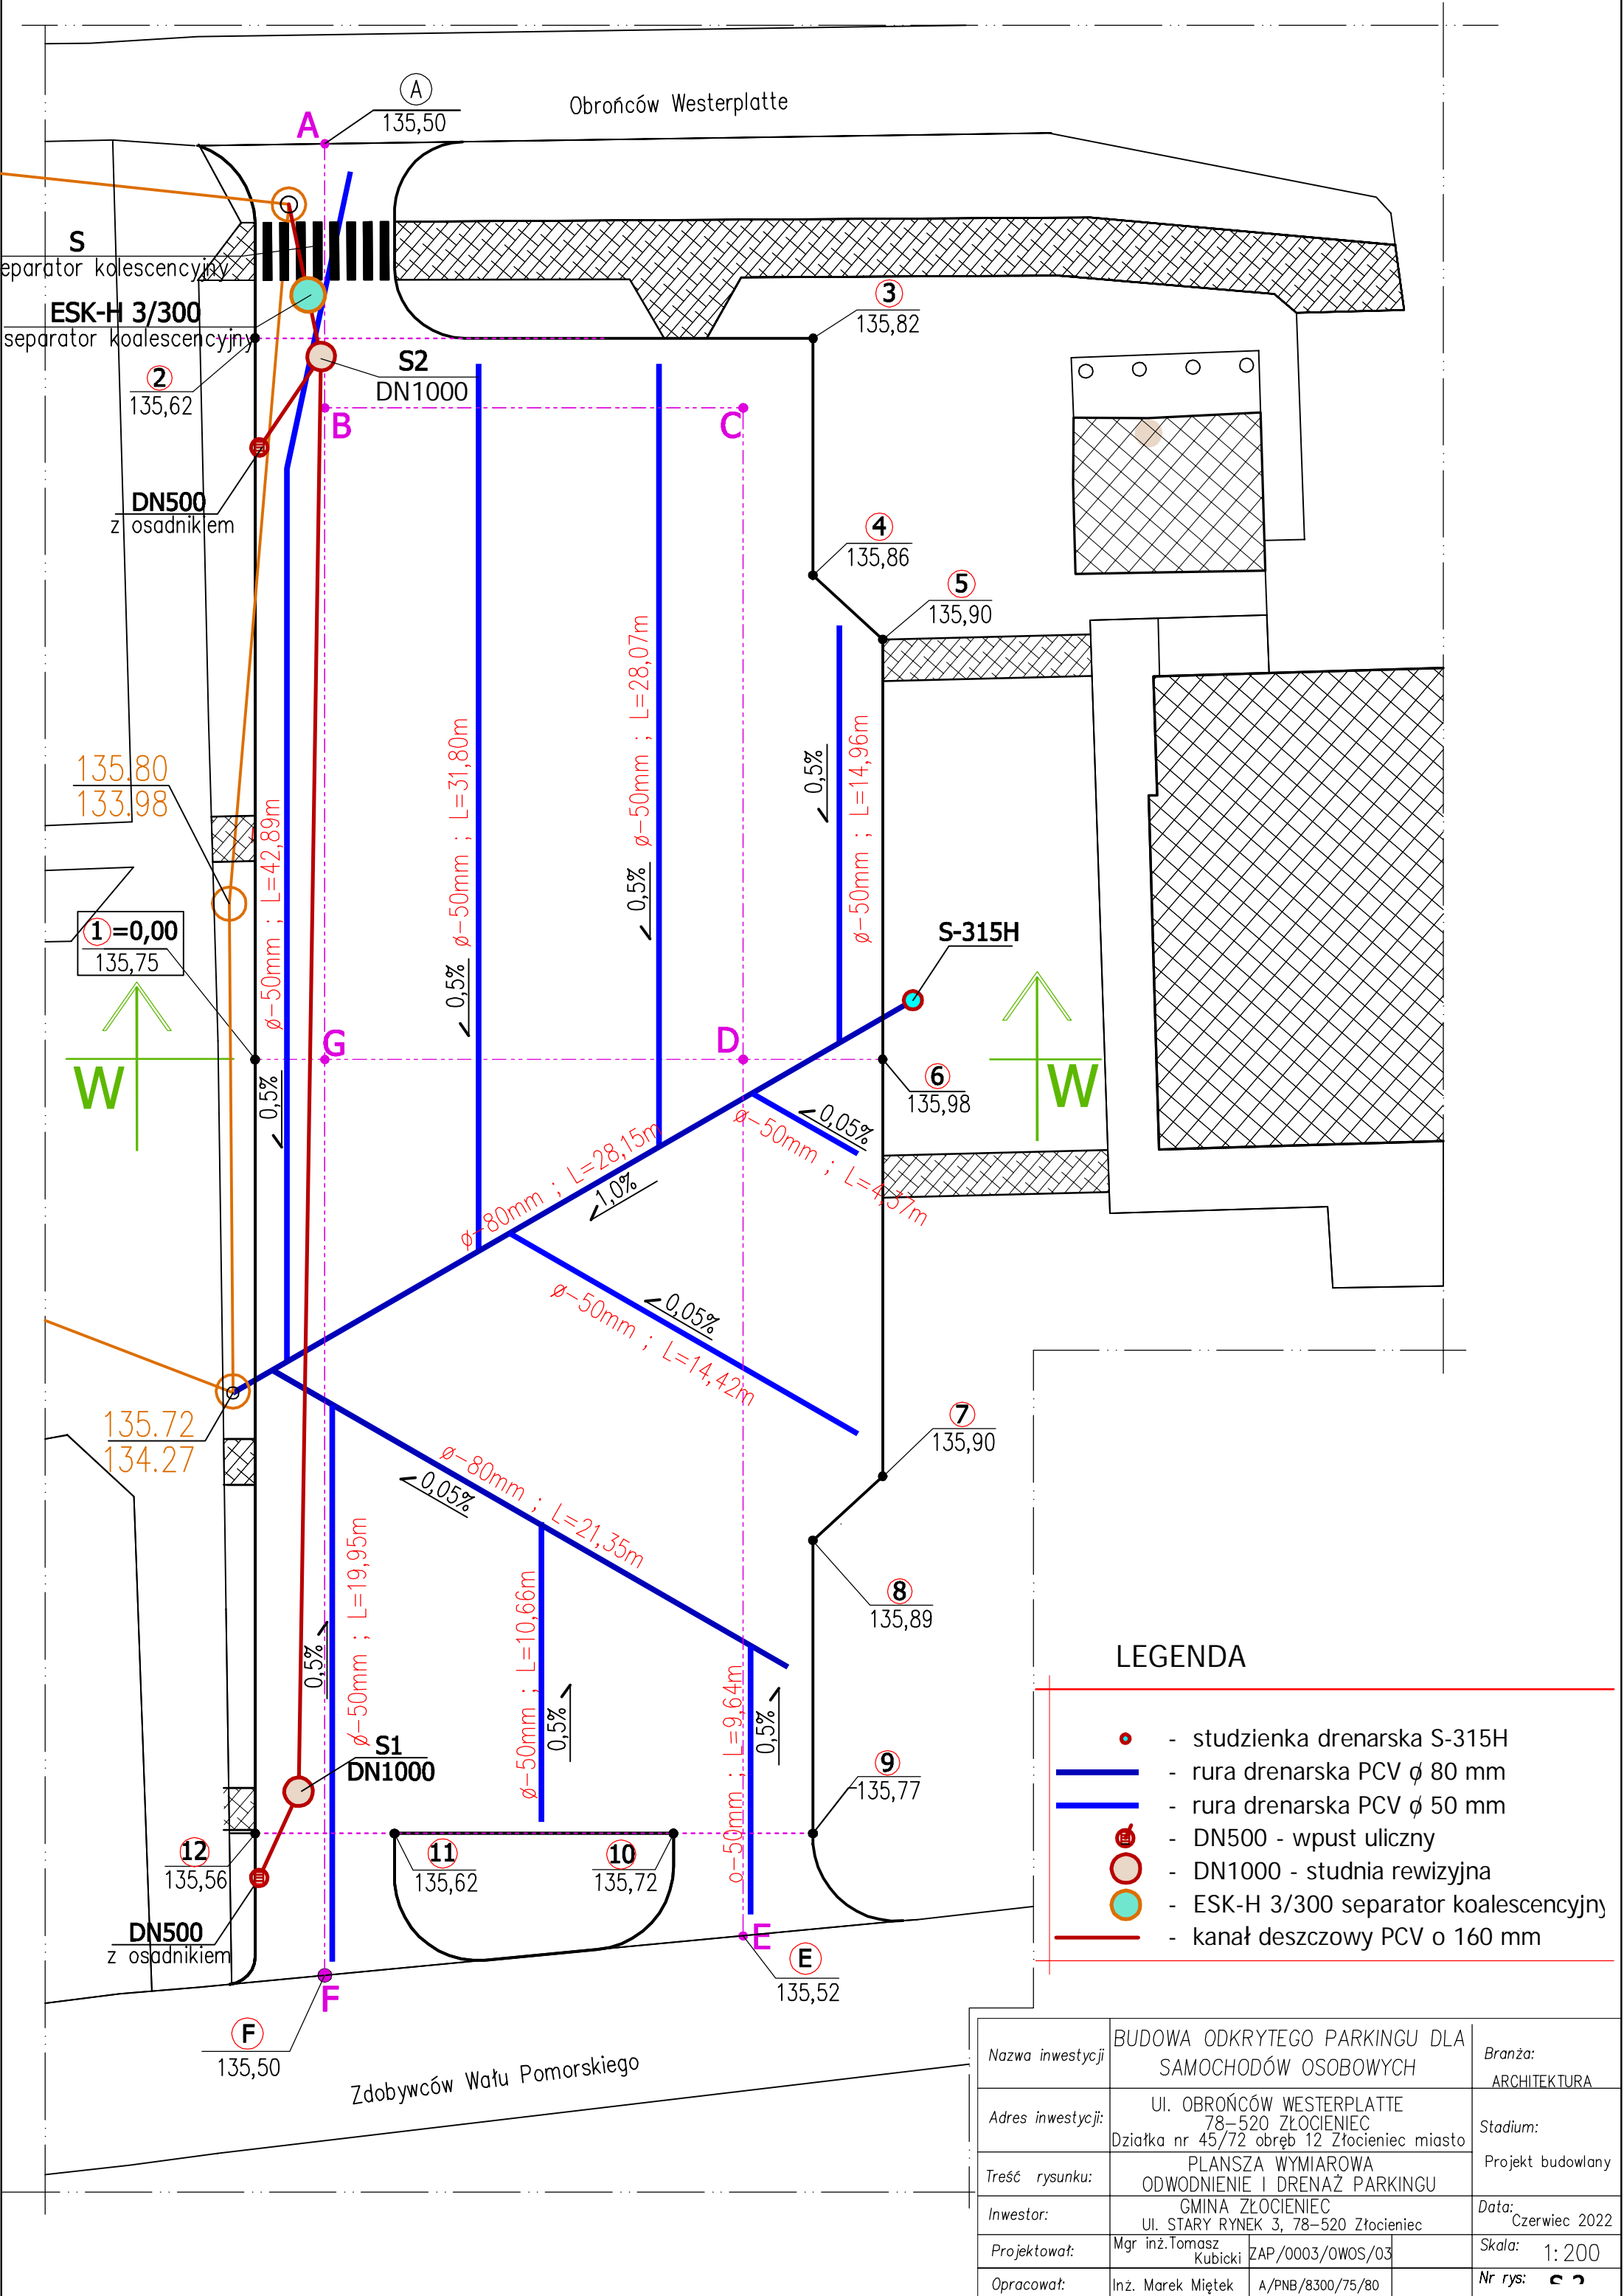 Obrońców Westerplatte
A
135,50
A
S
eparator kolescencyjny
ESK-H 3/300
separator koalescencyjny
2
135,62
S2
DN1000
B
C
3
135,82
DN500
z osadnikiem
4
135,86
5
135,90
135.80
133.98
1=0,00
135,75
ø-50mm ; L=42,89m
0,5%
ø-50mm ; L=31,80m
0,5%
ø-50mm ; L=28,07m
0,5%
ø-50mm ; L=14,96m
0,5%
S-315H
G
D
W
W
6
135,98
ø-80mm ; L=28,15m
1,0%
ø-50mm ; L=4,37m
0,05%
ø-50mm ; L=14,42m
0,05%
135.72
134.27
ø-80mm ; L=21,35m
0,05%
7
135,90
8
135,89
ø-50mm ; L=19,95m
0,5%
ø-50mm ; L=10,66m
0,5%
o-50mm ; L=9,64m
0,5%
S1
DN1000
9
135,77
12
135,56
11
135,62
10
135,72
DN500
z osadnikiem
E
E
135,52
F
F
135,50
Zdobywców Wału Pomorskiego
LEGENDA
- studzienka drenarska S-315H
- rura drenarska PCV ϕ 80 mm
- rura drenarska PCV ϕ 50 mm
- DN500 - wpust uliczny
- DN1000 - studnia rewizyjna
- ESK-H 3/300 separator koalescencyjny
- kanał deszczowy PCV o 160 mm
Nazwa inwestycji
BUDOWA ODKRYTEGO PARKINGU DLA
SAMOCHODÓW OSOBOWYCH
Branża:
ARCHITEKTURA
Adres inwestycji:
Ul. OBROŃCÓW WESTERPLATTE
78-520 ZŁOCIENIEC
Działka nr 45/72 obręb 12 Złocieniec miasto
Stadium:
Projekt budowlany
Treść rysunku:
PLANSZA WYMIAROWA
ODWODNIENIE I DRENAŻ PARKINGU
Inwestor:
GMINA ZŁOCIENIEC
Ul. STARY RYNEK 3, 78-520 Złocieniec
Data:
Czerwiec 2022
Projektował:
Mgr inż.Tomasz
Kubicki
ZAP/0003/OWOS/03
Skala:
1:200
Opracował:
Inż. Marek Miętek
A/PNB/8300/75/80
Nr rys: